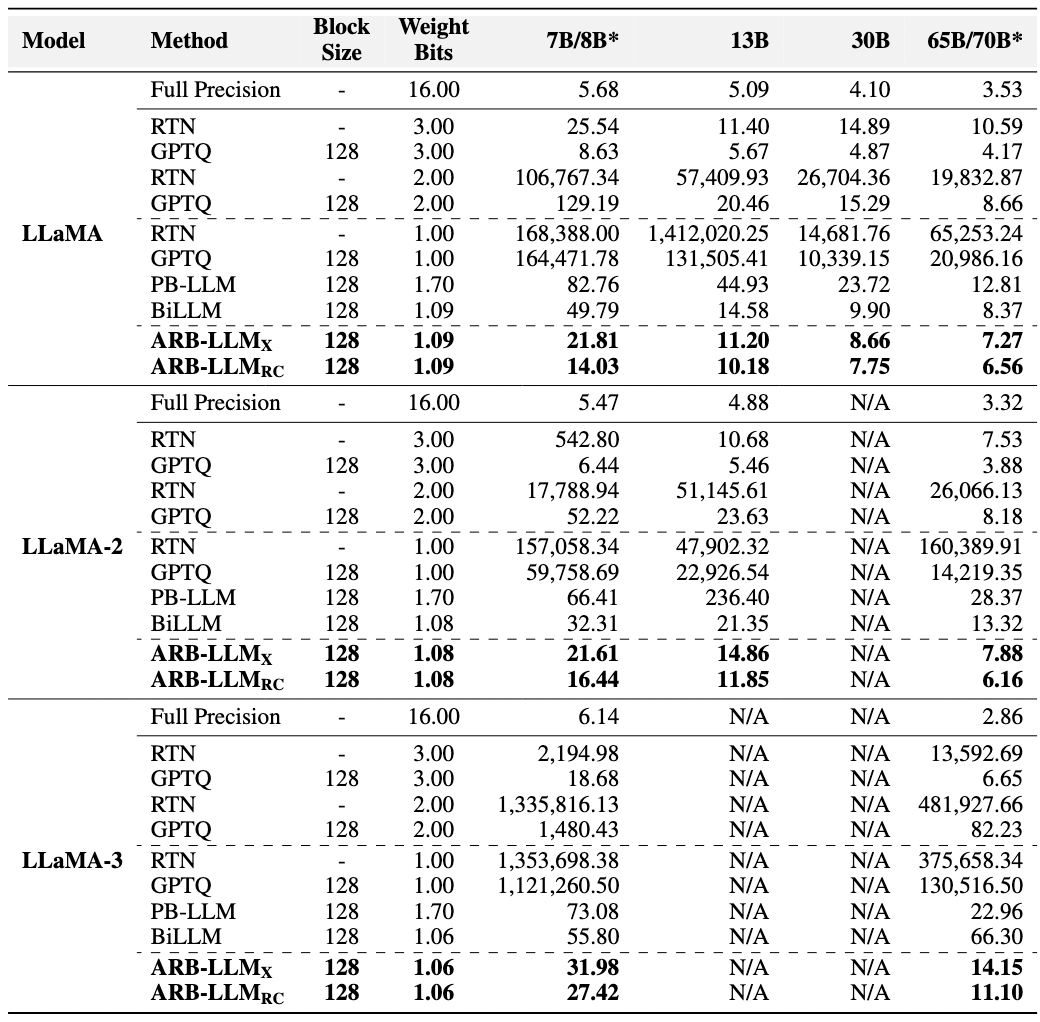 Model Method Block Size Weight Bits 7B/8B* 13B 30B 65B/70B*
Full Precision - 16.00 5.68 5.09 4.10 3.53
RTN - 3.00 25.54 11.40 14.89 10.59
GPTQ 128 3.00 8.63 5.67 4.87 4.17
RTN - 2.00 106,767.34 57,409.93 26,704.36 19,832.87
GPTQ 128 2.00 129.19 20.46 15.29 8.66
LLaMA RTN - 1.00 168,388.00 1,412,020.25 14,681.76 65,253.24
GPTQ 128 1.00 164,471.78 131,505.41 10,339.15 20,986.16
PB-LLM 128 1.70 82.76 44.93 23.72 12.81
BiLLM 128 1.09 49.79 14.58 9.90 8.37
ARB-LLMX 128 1.09 21.81 11.20 8.66 7.27
ARB-LLMRC 128 1.09 14.03 10.18 7.75 6.56
Full Precision - 16.00 5.47 4.88 N/A 3.32
RTN - 3.00 542.80 10.68 N/A 7.53
GPTQ 128 3.00 6.44 5.46 N/A 3.88
RTN - 2.00 17,788.94 51,145.61 N/A 26,066.13
GPTQ 128 2.00 52.22 23.63 N/A 8.18
LLaMA-2 RTN - 1.00 157,058.34 47,902.32 N/A 160,389.91
GPTQ 128 1.00 59,758.69 22,926.54 N/A 14,219.35
PB-LLM 128 1.70 66.41 236.40 N/A 28.37
BiLLM 128 1.08 32.31 21.35 N/A 13.32
ARB-LLMX 128 1.08 21.61 14.86 N/A 7.88
ARB-LLMRC 128 1.08 16.44 11.85 N/A 6.16
Full Precision - 16.00 6.14 N/A N/A 2.86
RTN - 3.00 2,194.98 N/A N/A 13,592.69
GPTQ 128 3.00 18.68 N/A N/A 6.65
RTN - 2.00 1,335,816.13 N/A N/A 481,927.66
GPTQ 128 2.00 1,480.43 N/A N/A 82.23
LLaMA-3 RTN - 1.00 1,353,698.38 N/A N/A 375,658.34
GPTQ 128 1.00 1,121,260.50 N/A N/A 130,516.50
PB-LLM 128 1.70 73.08 N/A N/A 22.96
BiLLM 128 1.06 55.80 N/A N/A 66.30
ARB-LLMX 128 1.06 31.98 N/A N/A 14.15
ARB-LLMRC 128 1.06 27.42 N/A N/A 11.10